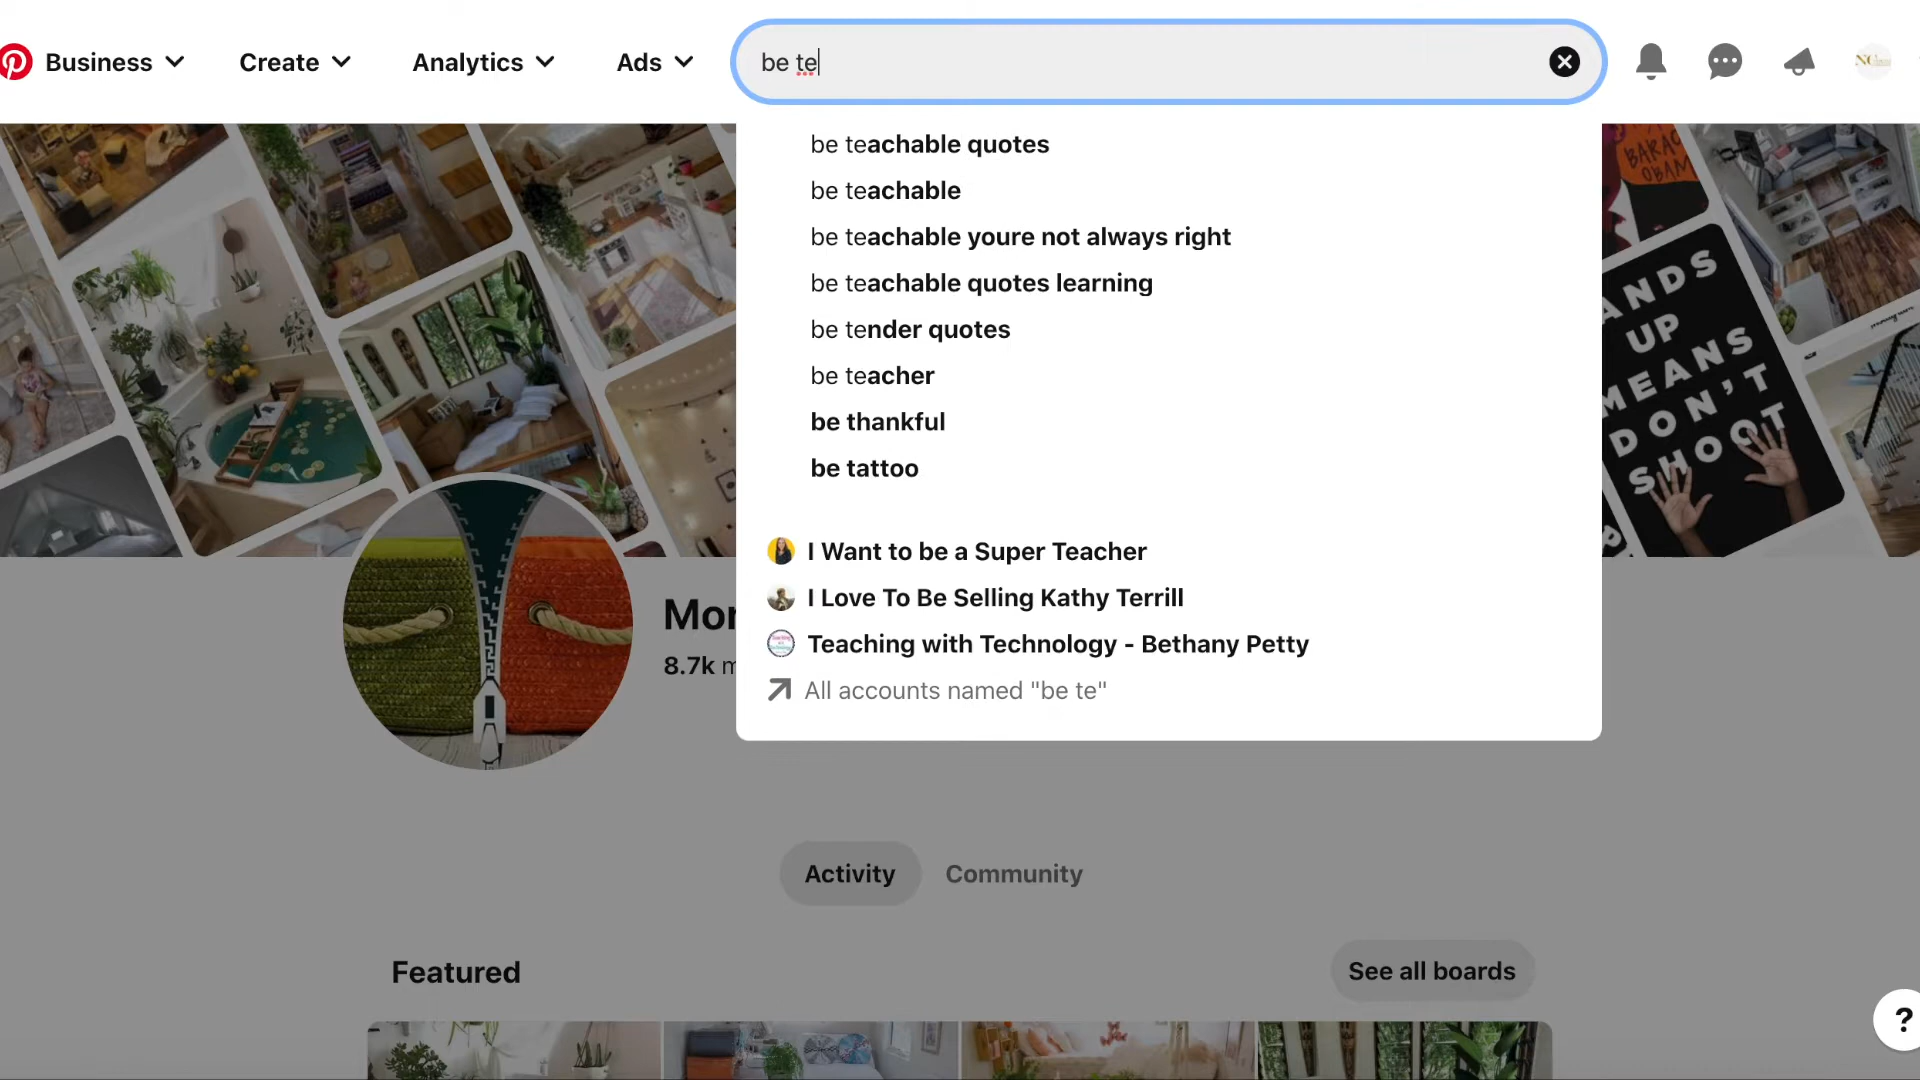 Business
Create
Analytics
Ads
be te
be teachable quotes
be teachable
be teachable youre not always right
be teachable quotes learning
be tender quotes
be teacher
be thankful
be tattoo
I Want to be a Super Teacher
I Love To Be Selling Kathy Terrill
Teaching with Technology - Bethany Petty
All accounts named "be te"
BARAC
OBAM
ANDS
UP
MEANS
DON'T
SHOOT
Mor
8.7k m
Activity
Community
Featured
See all boards
?